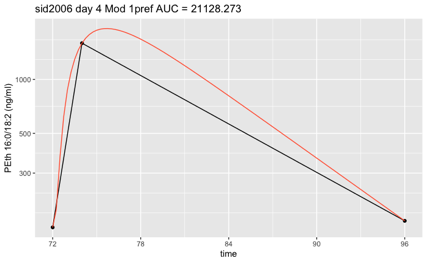 sid2006 day 4 Mod 1pref AUC = 21128.273
PEth 16:0/18:2 (ng/ml)
1000
500
300
72 78 84 90 96
time